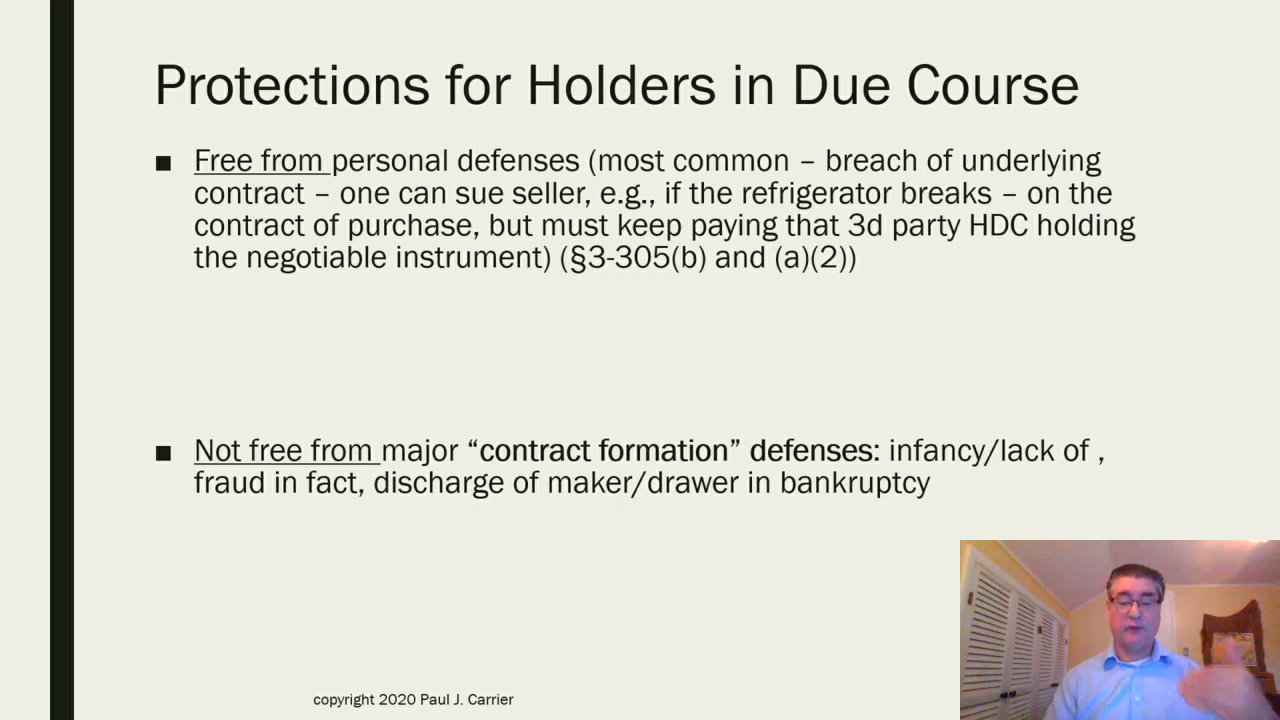 Protections for Holders in Due Course
▪ Free from personal defenses (most common – breach of underlying
contract – one can sue seller, e.g., if the refrigerator breaks – on the
contract of purchase, but must keep paying that 3d party HDC holding
the negotiable instrument) (§3-305(b) and (a)(2))
▪ Not free from major “contract formation” defenses: infancy/lack of ,
fraud in fact, discharge of maker/drawer in bankruptcy
copyright 2020 Paul J. Carrier